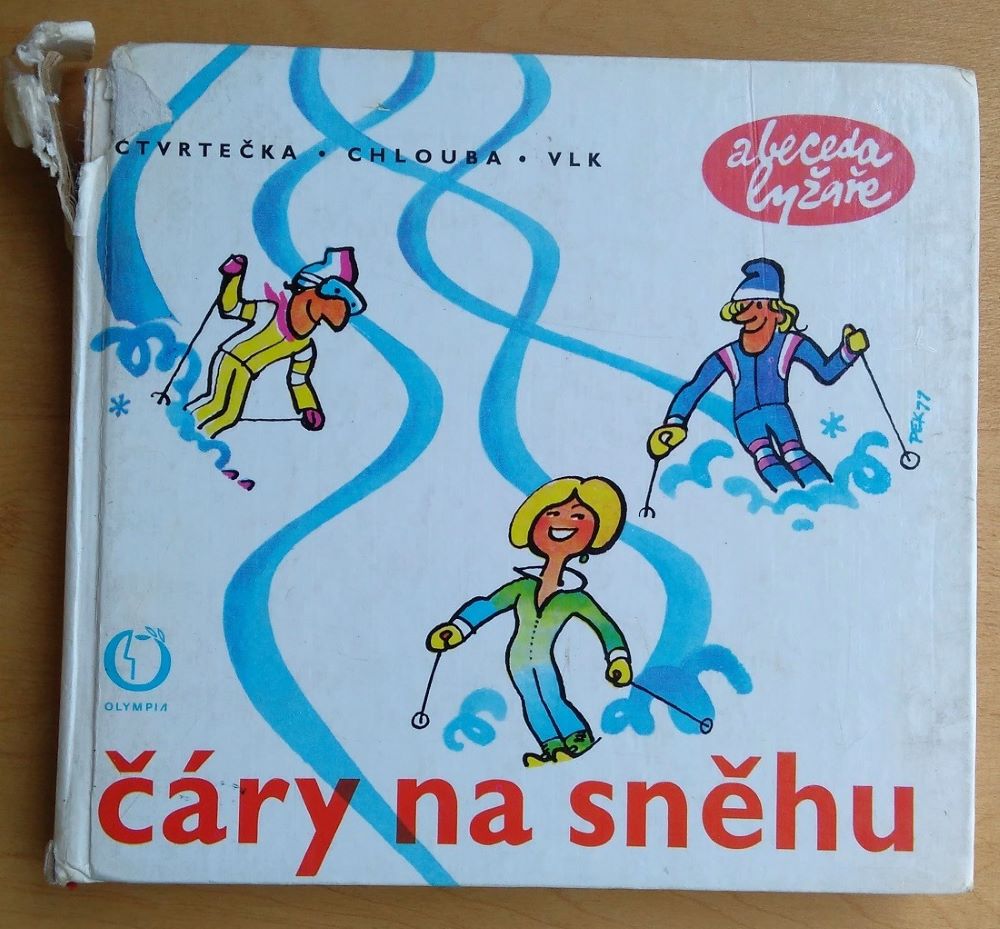 ČTVRTEČKA • CHLOUBA • VLK
abeceda
lyžaře
PEK 77
OLYMPIA
čáry na sněhu